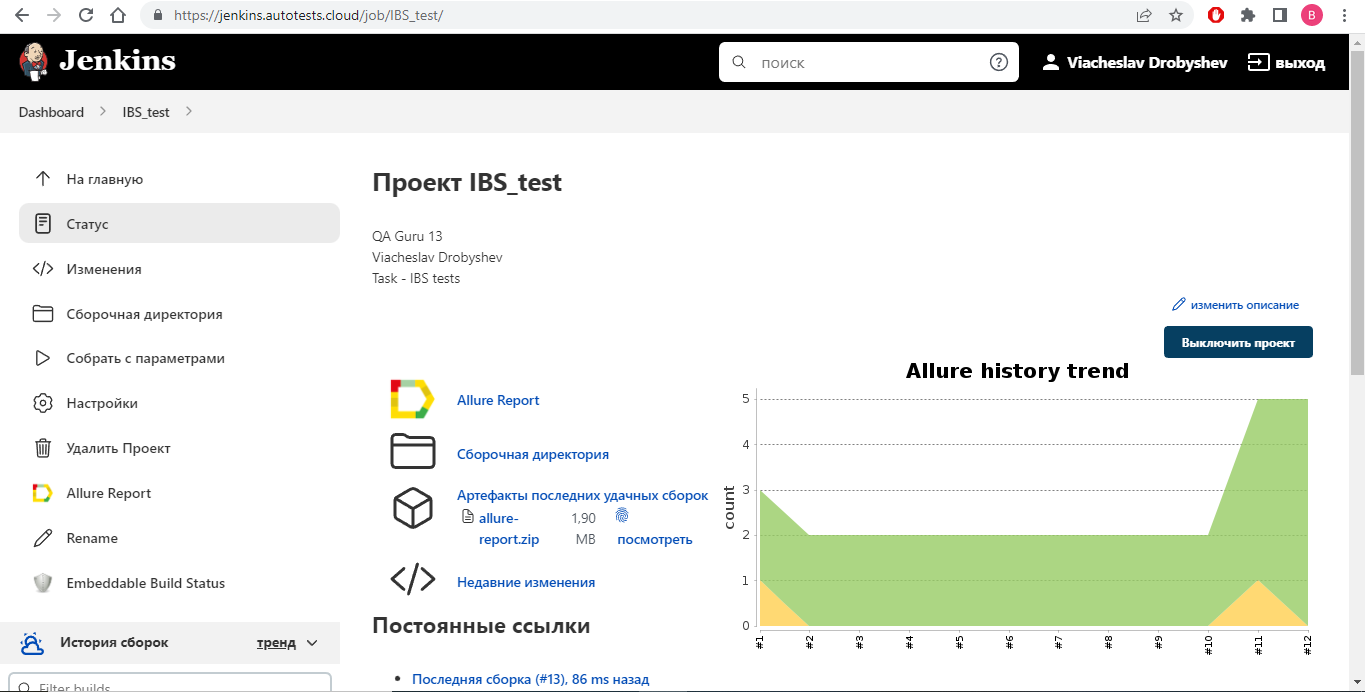 https://jenkins.autotests.cloud/job/IBS_test/
B
Jenkins
поиск
?
Viacheslav Drobyshev
выход
Dashboard
IBS_test
На главную
Статус
Изменения
Сборочная директория
Собрать с параметрами
Настройки
Удалить Проект
Allure Report
Rename
Embeddable Build Status
История сборок
тренд
Filter builds
Проект IBS_test
QA Guru 13
Viacheslav Drobyshev
Task - IBS tests
изменить описание
Выключить проект
Allure Report
Сборочная директория
Артефакты последних удачных сборок
allure-
report.zip
1,90
MB
посмотреть
Недавние изменения
Постоянные ссылки
Последняя сборка (#13), 86 ms назад
Allure history trend
count
5
4
3
2
1
0
#1
#2
#3
#4
#5
#6
#7
#8
#9
#10
#11
#12